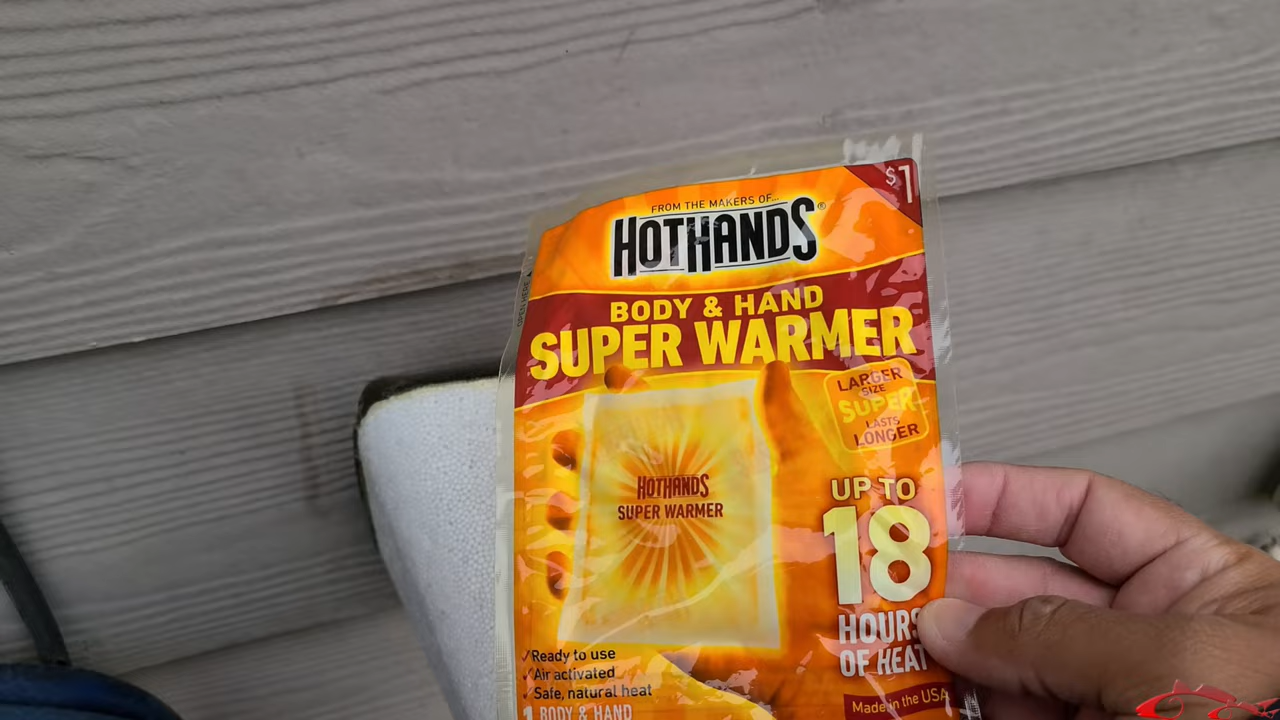 $1
FROM THE MAKERS OF...
HOTHANDS®
BODY & HAND
SUPER WARMER
OPEN HERE
LARGER
SIZE
SUPER
LASTS
LONGER
HOTHANDS
SUPER WARMER
UP TO
18
HOURS
OF HEAT
Ready to use
Air activated
Safe, natural heat
1 BODY & HAND
Made in the USA